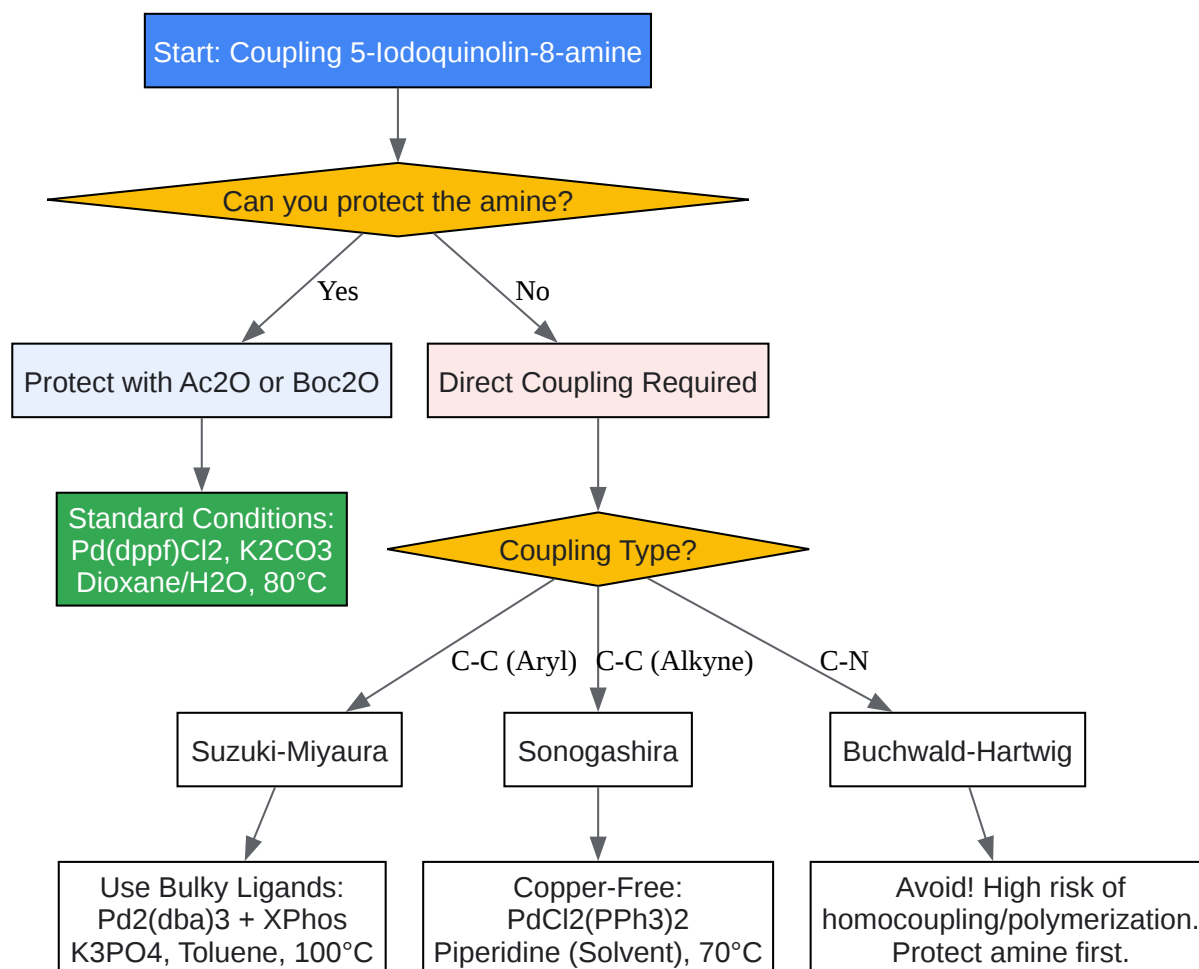 Start: Coupling 5-Iodoquinolin-8-amine
Can you protect the amine?
Yes
No
Protect with Ac2O or Boc2O
Direct Coupling Required
Standard Conditions:
Pd(dppf)Cl2, K2CO3
Dioxane/H2O, 80°C
Coupling Type?
C-C (Aryl)
C-C (Alkyne)
C-N
Suzuki-Miyaura
Sonogashira
Buchwald-Hartwig
Use Bulky Ligands:
Pd2(dba)3 + XPhos
K3PO4, Toluene, 100°C
Copper-Free:
PdCl2(PPh3)2
Piperidine (Solvent), 70°C
Avoid! High risk of
homocoupling/polymerization.
Protect amine first.